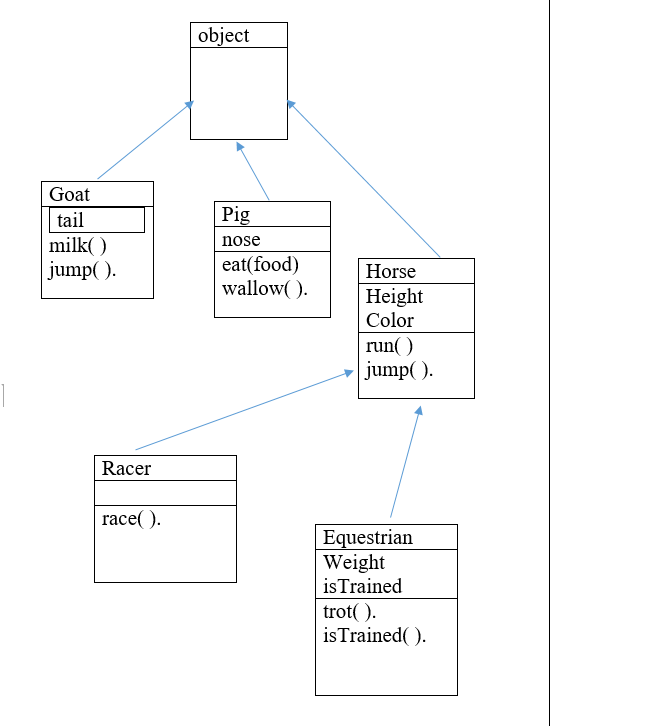 object
Goat
tail
milk( )
jump( ).
Pig
nose
eat(food)
wallow( ).
Horse
Height
Color
run( )
jump( ).
Racer
race( ).
Equestrian
Weight
isTrained
trot( ).
isTrained( ).